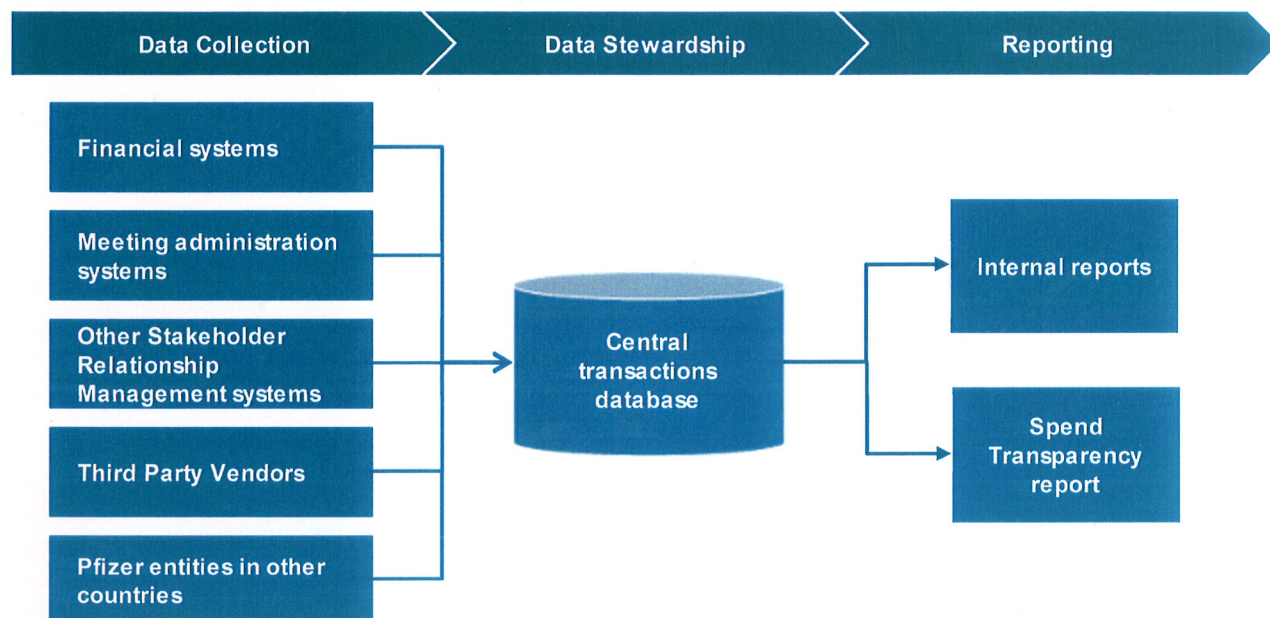 Data Collection
Data Stewardship
Reporting
Financial systems
Meeting administration
systems
Other Stakeholder
Relationship
Management systems
Third Party Vendors
Pfizer entities in other
countries
Central
transactions
database
Internal reports
Spend
Transparency
report